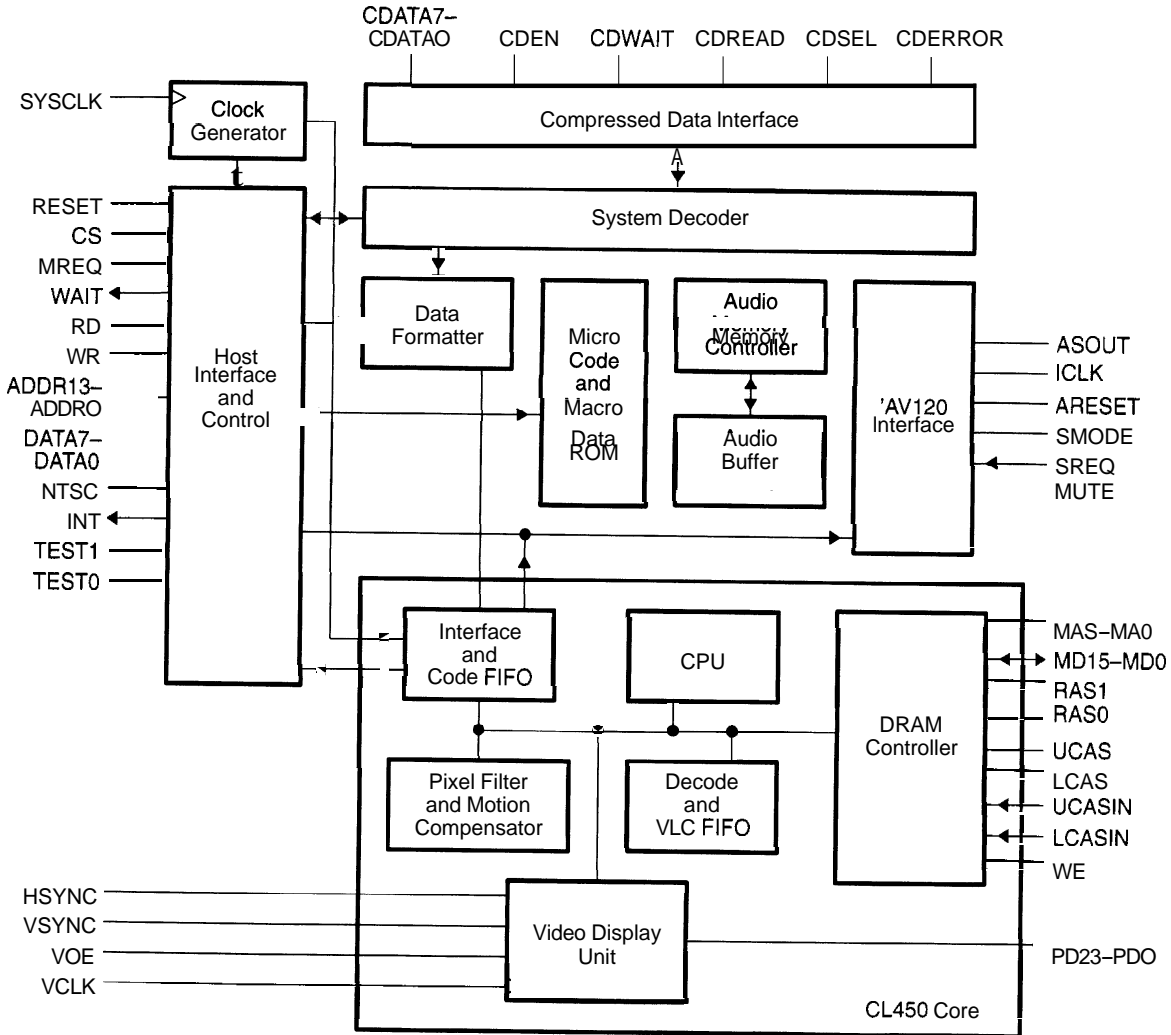 CDATA7–
CDATAO
CDEN
CDWAIT
CDREAD
CDSEL
CDERROR
SYSCLK
Clock
Generator
Compressed Data Interface
System Decoder
RESET
CS
MREQ
WAIT
RD
WR
ADDR13–
ADDRO
DATA7–
DATA0
NTSC
INT
TEST1
TEST0
Host
Interface
and
Control
Data
Formatter
Micro
Code
and
Macro
Data
ROM
Audio
Memory
Controller
Audio
Buffer
'AV120
Interface
ASOUT
ICLK
ARESET
SMODE
SREQ
MUTE
Interface
and
Code FIFO
CPU
DRAM
Controller
MAS–MA0
MD15–MD0
RAS1
RAS0
UCAS
LCAS
UCASIN
LCASIN
WE
Pixel Filter
and Motion
Compensator
Decode
and
VLC FIFO
HSYNC
VSYNC
VOE
VCLK
Video Display
Unit
PD23–PDO
CL450 Core